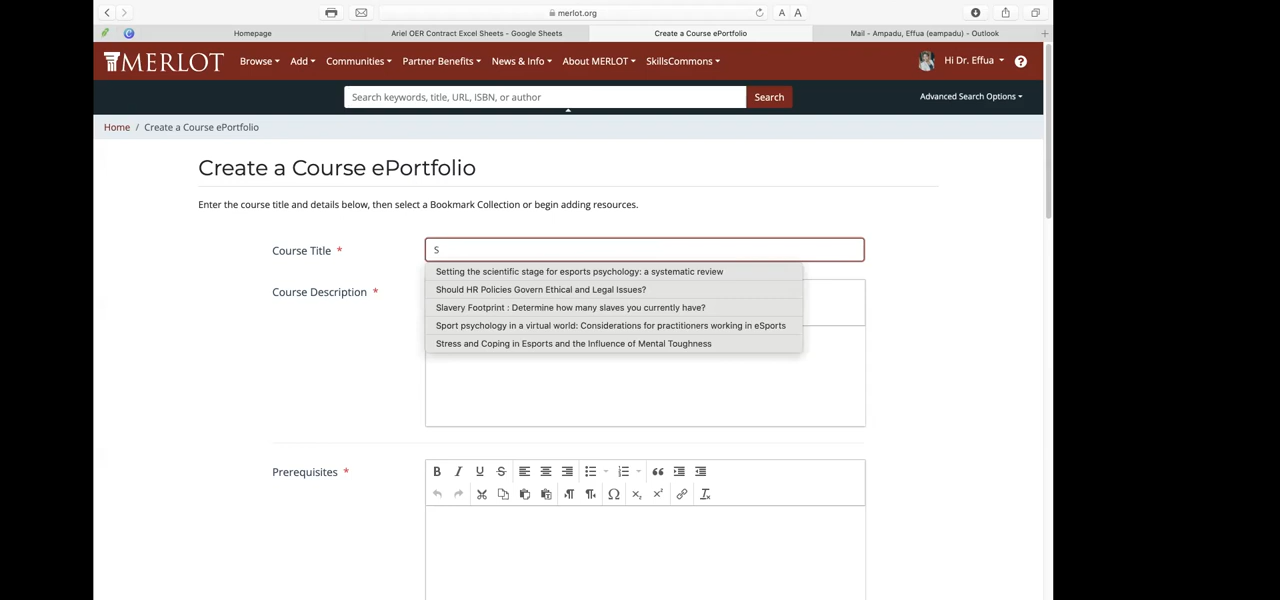 merlot.org
A A
Homepage
Ariel OER Contract Excel Sheets - Google Sheets
Create a Course ePortfolio
Mail - Ampadu, Effua (eampadu) - Outlook
MERLOT
Browse
Add
Communities
Partner Benefits
News & Info
About MERLOT
SkillsCommons
Hi Dr. Effua
Search keywords, title, URL, ISBN, or author
Search
Advanced Search Options
Home / Create a Course ePortfolio
Create a Course ePortfolio
Enter the course title and details below, then select a Bookmark Collection or begin adding resources.
Course Title *
S
Setting the scientific stage for esports psychology: a systematic review
Should HR Policies Govern Ethical and Legal Issues?
Slavery Footprint : Determine how many slaves you currently have?
Sport psychology in a virtual world: Considerations for practitioners working in eSports
Stress and Coping in Esports and the Influence of Mental Toughness
Course Description *
Prerequisites *